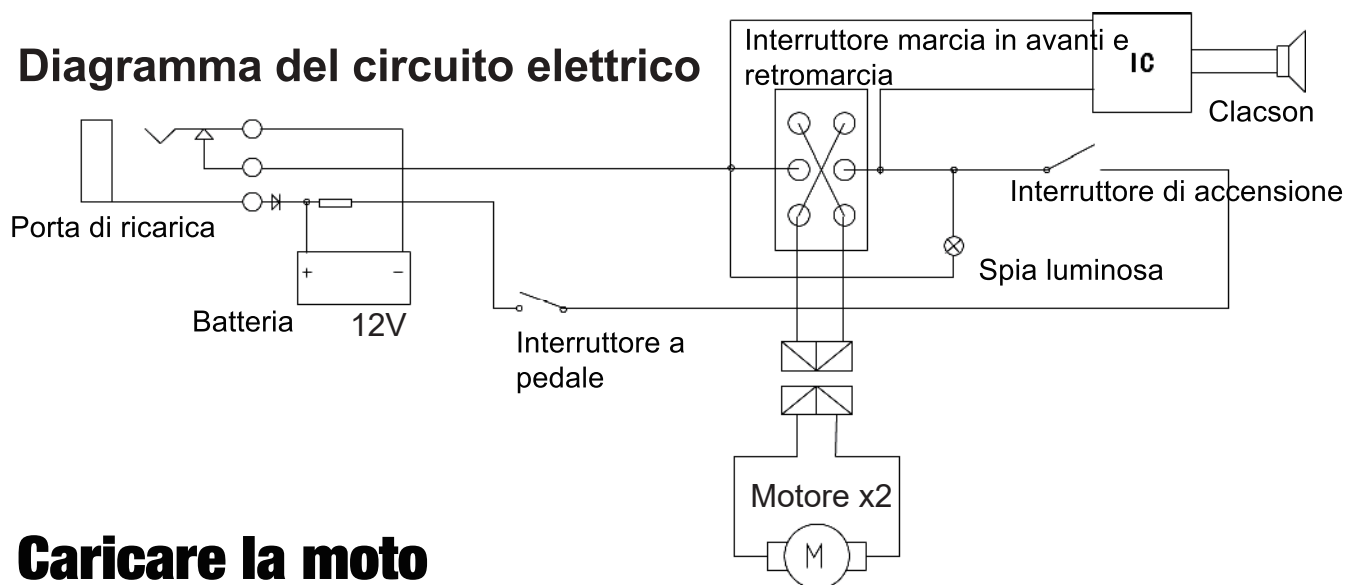 Diagramma del circuito elettrico
Interruttore marcia in avanti e
retromarcia
IC
Clacson
Interruttore di accensione
Porta di ricarica
Spia luminosa
+ −
Batteria
12V
Interruttore a
pedale
Motore x2
M
Caricare la moto